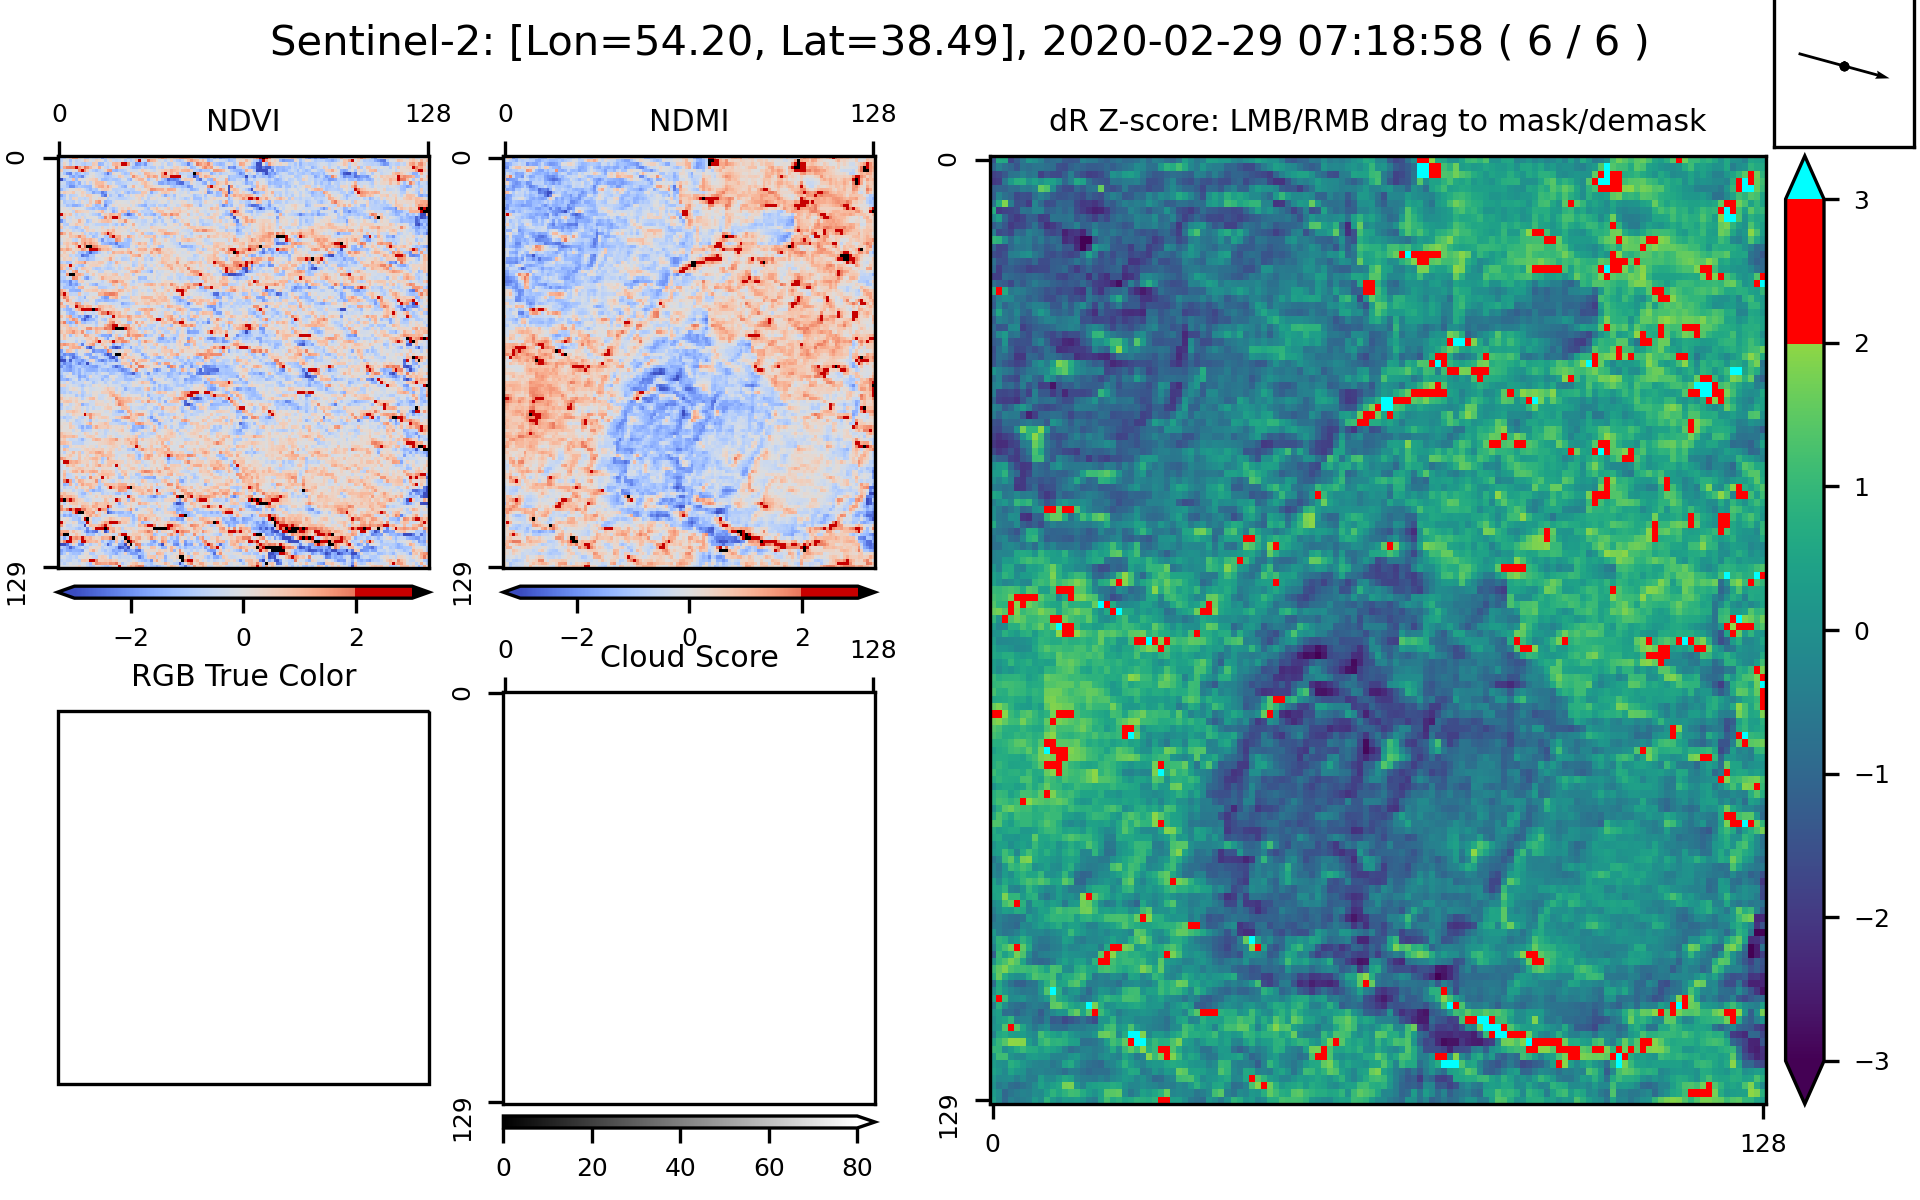 Sentinel-2: [Lon=54.20, Lat=38.49], 2020-02-29 07:18:58 ( 6 / 6 )
NDVI
0 128
0
129
−2 0 2
NDMI
0 128
0
129
−2 0 2
dR Z-score: LMB/RMB drag to mask/demask
0
129
0 128
3
2
1
0
−1
−2
−3
RGB True Color
Cloud Score
0 128
0
129
0 20 40 60 80